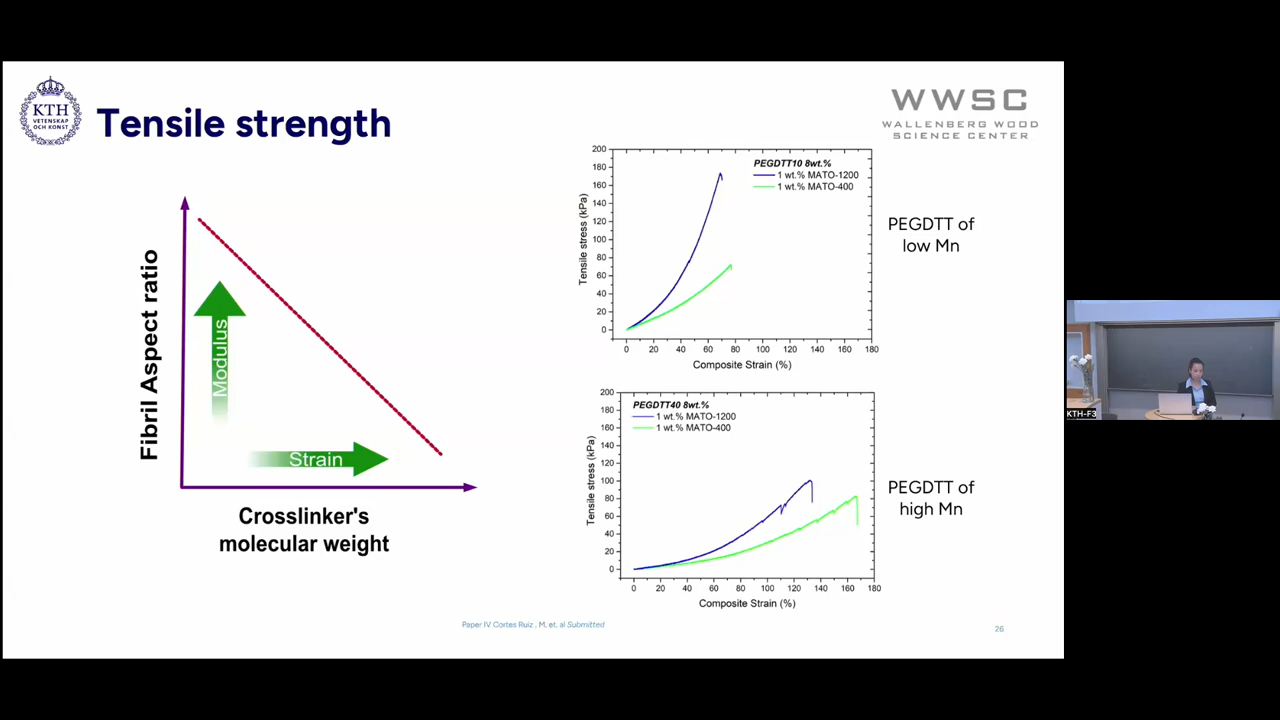 KTH
VETENSKAP
OCH KONST
Tensile strength
WWSC
WALLENBERG WOOD
SCIENCE CENTER
Fibril Aspect ratio
Modulus
Strain
Crosslinker's
molecular weight
200
180
160
140
120
100
80
60
40
20
0
Tensile stress (kPa)
PEGDTT10 8wt.%
1 wt.% MATO-1200
1 wt.% MATO-400
0 20 40 60 80 100 120 140 160 180
Composite Strain (%)
PEGDTT of
low Mn
200
180
160
140
120
100
80
60
40
20
0
Tensile stress (kPa)
PEGDTT40 8wt.%
1 wt.% MATO-1200
1 wt.% MATO-400
0 20 40 60 80 100 120 140 160 180
Composite Strain (%)
PEGDTT of
high Mn
Paper IV Cortes Ruiz . M, et. al Submitted
26
KTH-F3